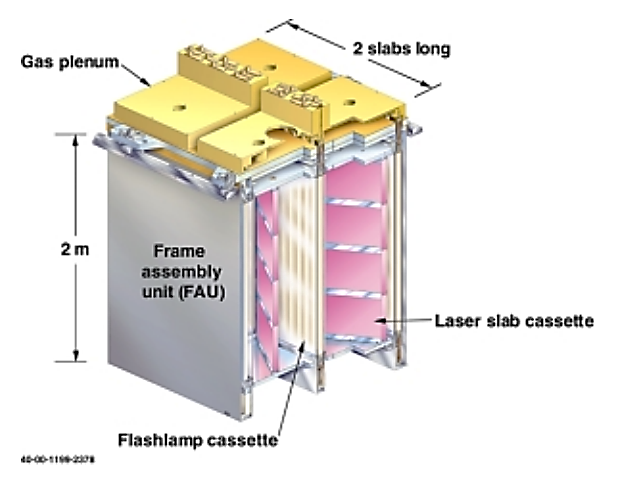 2 slabs long
Gas plenum
2 m
Frame
assembly
unit (FAU)
Laser slab cassette
Flashlamp cassette
40-00-1199-2378